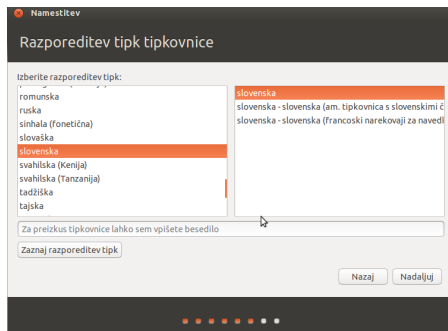 Namestitev
Razporeditev tipk tipkovnice
Izberite razporeditev tipk:
romunska
ruska
sinhala (fonetična)
slovaška
slovenska
svahilska (Kenija)
svahilska (Tanzanija)
tadžiška
tajska
slovenska
slovenska - slovenska (am. tipkovnica s slovenskimi č
slovenska - slovenska (francoski narekovaji za navedl
Za preizkus tipkovnice lahko sem vpišete besedilo
Zaznaj razporeditev tipk
Nazaj
Nadaljuj